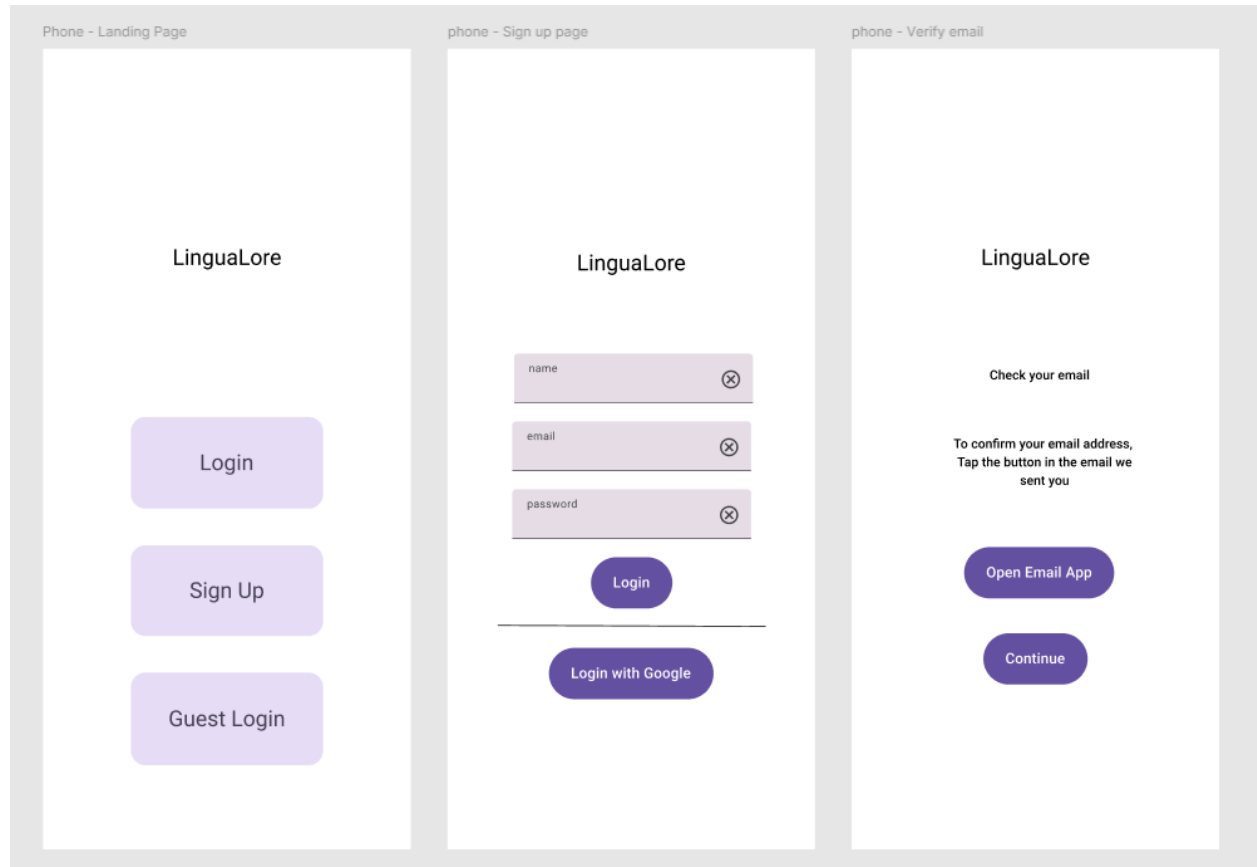 Phone - Landing Page
LinguaLore
Login
Sign Up
Guest Login
phone - Sign up page
LinguaLore
name
email
password
Login
Login with Google
phone - Verify email
LinguaLore
Check your email
To confirm your email address,
Tap the button in the email we
sent you
Open Email App
Continue